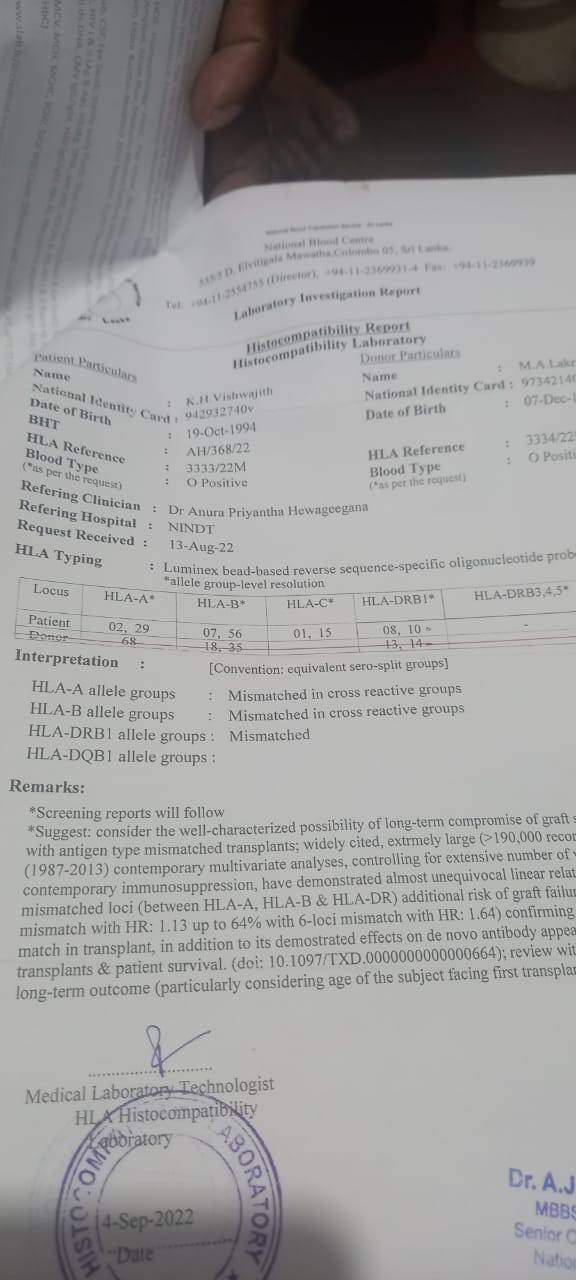 National Blood Centre
555/5 D, Elvitigala Mawatha, Colombo 05, Sri Lanka.
Tel. +94-11-2554755 (Director), +94-11-2369931-4 Fax: +94-11-2369939
Laboratory Investigation Report
Histocompatibility Report
Histocompatibility Laboratory
Patient Particulars
Name : K.H Vishwajith
National Identity Card : 942932740v
Date of Birth : 19-Oct-1994
BHT : AH/368/22
HLA Reference : 3333/22M
Blood Type : O Positive
(*as per the request)
Donor Particulars
Name : M.A.Lakr
National Identity Card : 97342140
Date of Birth : 07-Dec-1
HLA Reference : 3334/22
Blood Type : O Positi
(*as per the request)
Refering Clinician : Dr Anura Priyantha Hewageegana
Refering Hospital : NINDT
Request Received : 13-Aug-22
HLA Typing : Luminex bead-based reverse sequence-specific oligonucleotide prob
*allele group-level resolution
Locus HLA-A* HLA-B* HLA-C* HLA-DRB1* HLA-DRB3,4,5*
Patient 02, 29 07, 56 01, 15 08, 10 -
Donor 68 18, 35 13, 14
Interpretation : [Convention: equivalent sero-split groups]
HLA-A allele groups : Mismatched in cross reactive groups
HLA-B allele groups : Mismatched in cross reactive groups
HLA-DRB1 allele groups : Mismatched
HLA-DQB1 allele groups :
Remarks:
*Screening reports will follow
*Suggest: consider the well-characterized possibility of long-term compromise of graft s
with antigen type mismatched transplants; widely cited, extrmely large (>190,000 recor
(1987-2013) contemporary multivariate analyses, controlling for extensive number of v
contemporary immunosuppression, have demonstrated almost unequivocal linear relat
mismatched loci (between HLA-A, HLA-B & HLA-DR) additional risk of graft failur
mismatch with HR: 1.13 up to 64% with 6-loci mismatch with HR: 1.64) confirming
match in transplant, in addition to its demostrated effects on de novo antibody appea
transplants & patient survival. (doi: 10.1097/TXD.0000000000000664); review wit
long-term outcome (particularly considering age of the subject facing first transplan
Medical Laboratory Technologist
HLA Histocompatibility
Laboratory
4-Sep-2022
Date
Dr. A.J
MBBS
Senior C
Natio